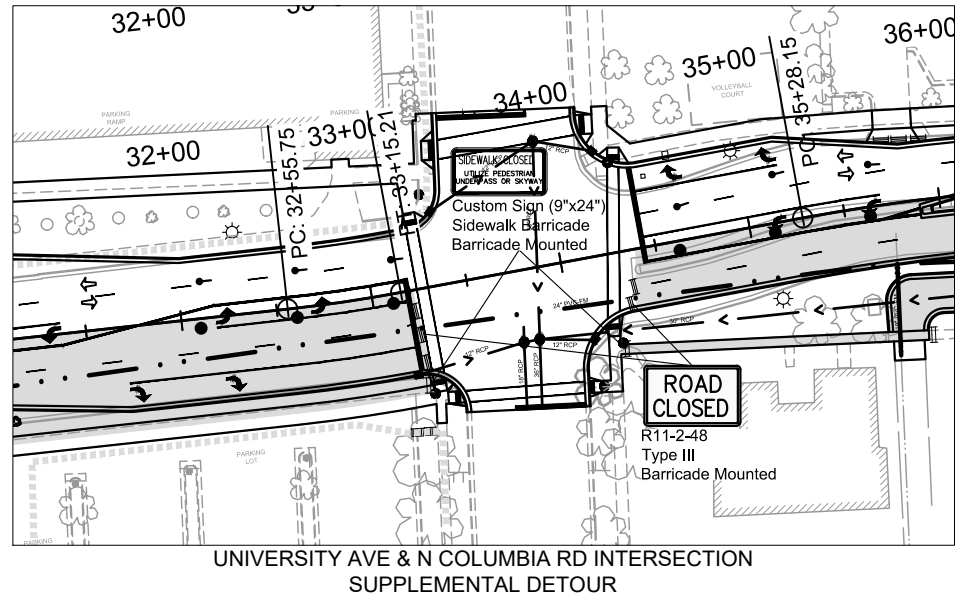 32+00
34+00
35+00
36+00
PC: 35+28.15
VOLLEYBALL
COURT
PARKING
RAMP
PARKING
32+00
33+0
PC: 32+55.75
33+15.21
SIDEWALK CLOSED
UTILIZE PEDESTRIAN
UNDERPASS OR SKYWAY
12" RCP
Custom Sign (9"x24")
Sidewalk Barricade
Barricade Mounted
24" PVC-FM
30" RCP
12" RCP
12" RCP
36" RCP
ROAD
CLOSED
R11-2-48
Type III
Barricade Mounted
PARKING
LOT
PARKING
UNIVERSITY AVE & N COLUMBIA RD INTERSECTION
SUPPLEMENTAL DETOUR